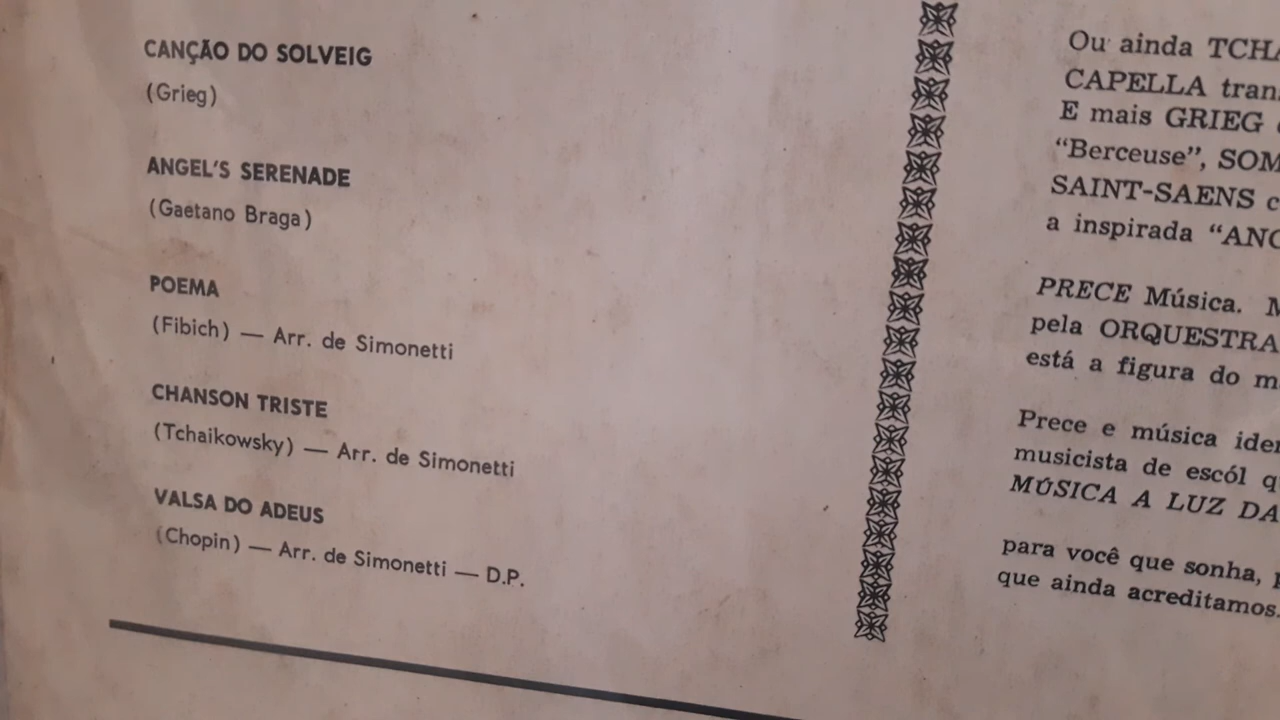 CANÇÃO DO SOLVEIG
(Grieg)
ANGEL'S SERENADE
(Gaetano Braga)
POEMA
(Fibich) — Arr. de Simonetti
CHANSON TRISTE
(Tchaikowsky) — Arr. de Simonetti
VALSA DO ADEUS
(Chopin) — Arr. de Simonetti — D.P.
Ou ainda
CAPELLA
E mais GRIEG
"Berceuse",
SAINT-SAENS
a inspirada
PRECE Música.
pela ORQUESTRA
está a figura do
Prece e música
musicista de escól
MÚSICA A LUZ DA
para você que sonha,
que ainda acreditamos.